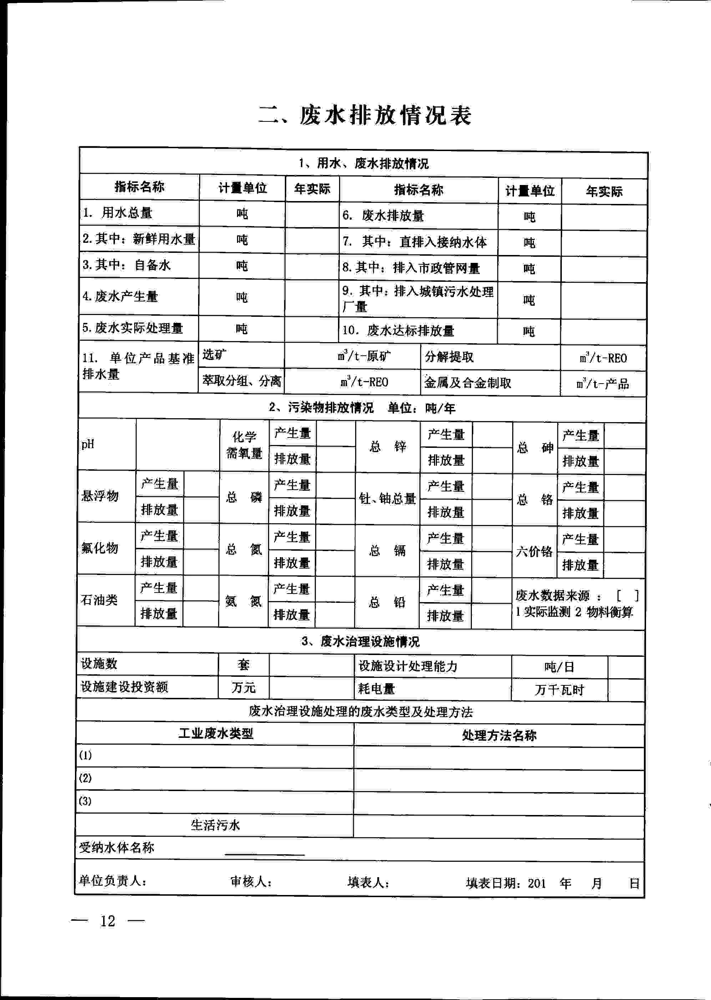 二、废水排放情况表
1、用水、废水排放情况
指标名称 计量单位 年实际 指标名称 计量单位 年实际
1. 用水总量 吨 6. 废水排放量 吨
2.其中：新鲜用水量 吨 7. 其中：直排入接纳水体 吨
3.其中：自备水 吨 8.其中：排入市政管网量 吨
4.废水产生量 吨 9. 其中：排入城镇污水处理
厂量 吨
5.废水实际处理量 吨 10. 废水达标排放量 吨
11. 单位产品基准
排水量
选矿 m³/t-原矿 分解提取 m³/t-REO
萃取分组、分离 m³/t-REO 金属及合金制取 m³/t-产品
2、污染物排放情况 单位：吨/年
pH 化学
需氧量 产生量 总 锌 产生量 总 砷 产生量
排放量 排放量 排放量
悬浮物 产生量 总 磷 产生量 钍、铀总量 产生量 总 铬 产生量
排放量 排放量 排放量 排放量
氟化物 产生量 总 氮 产生量 总 镉 产生量 六价铬 产生量
排放量 排放量 排放量 排放量
石油类 产生量 氨 氮 产生量 总 铅 产生量 废水数据来源 ： [ ]
排放量 排放量 排放量 1 实际监测 2 物料衡算
3、废水治理设施情况
设施数 套 设施设计处理能力 吨/日
设施建设投资额 万元 耗电量 万千瓦时
废水治理设施处理的废水类型及处理方法
工业废水类型 处理方法名称
(1)
(2)
(3)
生活污水
受纳水体名称
单位负责人： 审核人： 填表人： 填表日期：201 年 月 日
— 12 —